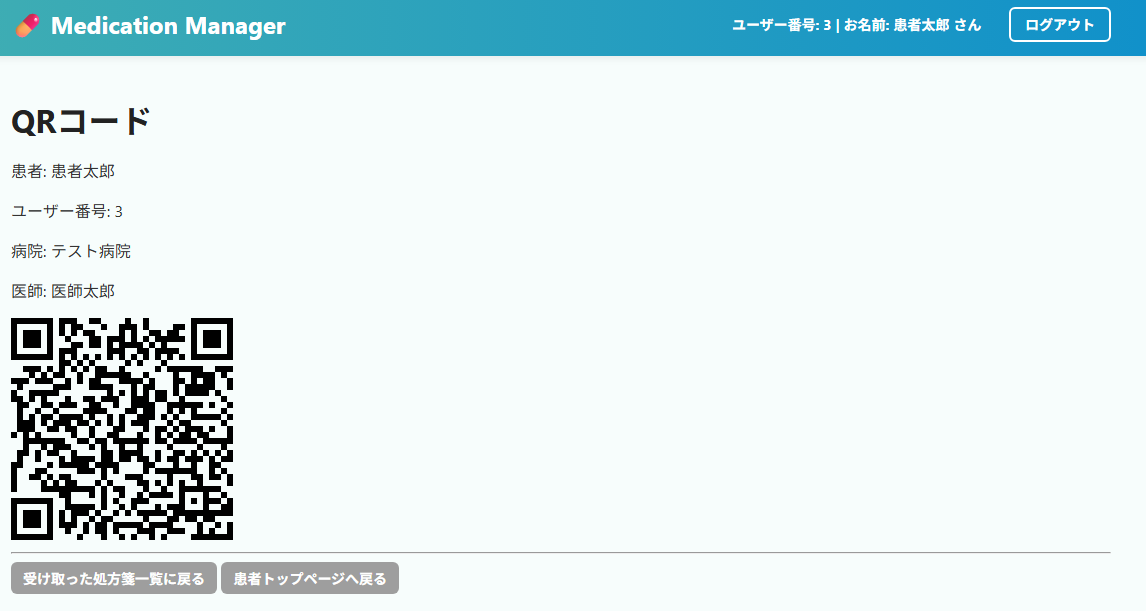 Medication Manager
ユーザー番号: 3 | お名前: 患者太郎 さん
ログアウト
QRコード
患者: 患者太郎
ユーザー番号: 3
病院: テスト病院
医師: 医師太郎
受け取った処方箋一覧に戻る
患者トップページへ戻る